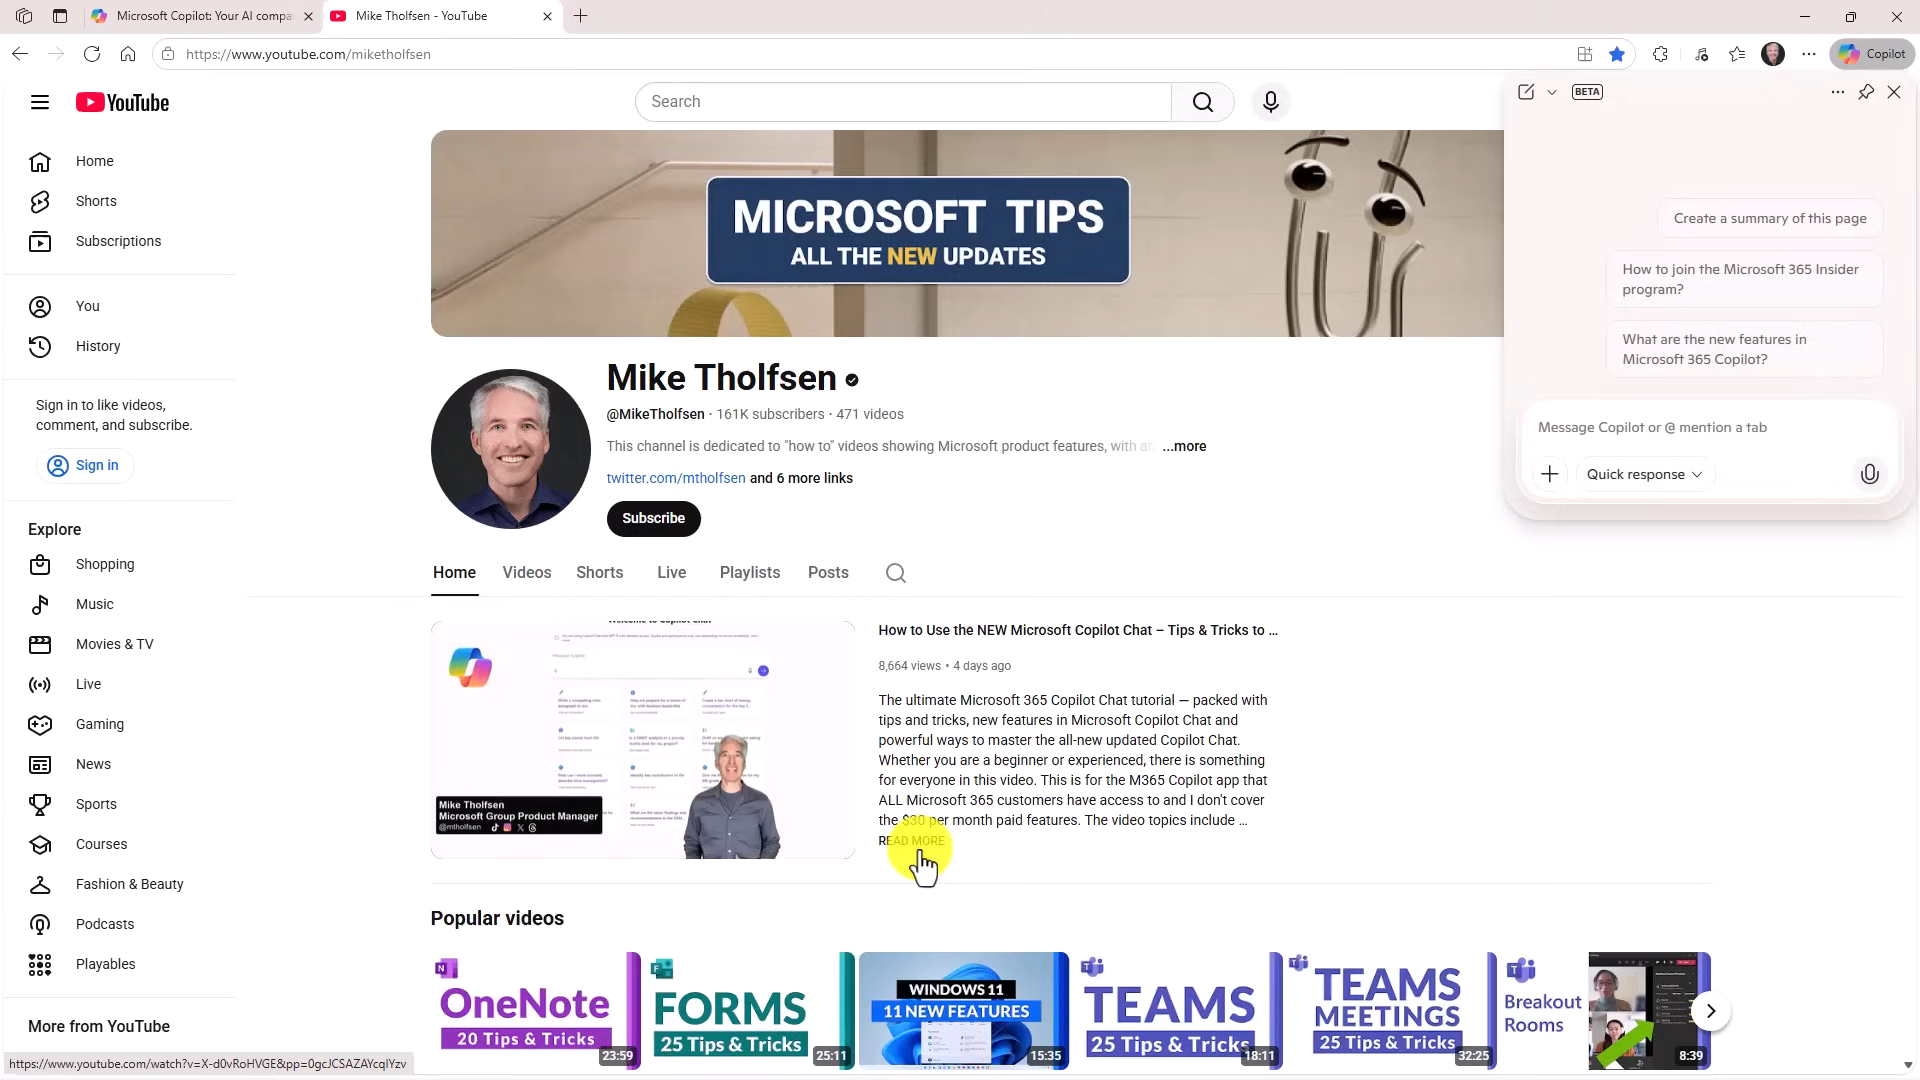 Microsoft Copilot: Your AI compa
Mike Tholfsen - YouTube
https://www.youtube.com/miketholfsen
Copilot
YouTube
Search
BETA
Home
Shorts
Subscriptions
You
History
Sign in to like videos,
comment, and subscribe.
Sign in
Explore
Shopping
Music
Movies & TV
Live
Gaming
News
Sports
Courses
Fashion & Beauty
Podcasts
Playables
More from YouTube
MICROSOFT TIPS
ALL THE NEW UPDATES
Mike Tholfsen
@MikeTholfsen · 161K subscribers · 471 videos
This channel is dedicated to "how to" videos showing Microsoft product features, with an ...more
twitter.com/mtholfsen and 6 more links
Subscribe
Create a summary of this page
How to join the Microsoft 365 Insider
program?
What are the new features in
Microsoft 365 Copilot?
Message Copilot or @ mention a tab
Quick response
Home Videos Shorts Live Playlists Posts
Message Copilot
Mike Tholfsen
Microsoft Group Product Manager
@mtholfsen
How to Use the NEW Microsoft Copilot Chat – Tips & Tricks to ...
8,664 views • 4 days ago
The ultimate Microsoft 365 Copilot Chat tutorial — packed with
tips and tricks, new features in Microsoft Copilot Chat and
powerful ways to master the all-new updated Copilot Chat.
Whether you are a beginner or experienced, there is something
for everyone in this video. This is for the M365 Copilot app that
ALL Microsoft 365 customers have access to and I don't cover
the $30 per month paid features. The video topics include ...
READ MORE
Popular videos
OneNote
20 Tips & Tricks
23:59
FORMS
25 Tips & Tricks
25:11
WINDOWS 11
11 NEW FEATURES
15:35
TEAMS
25 Tips & Tricks
18:11
TEAMS
MEETINGS
25 Tips & Tricks
32:25
Breakout
Rooms
8:39
https://www.youtube.com/watch?v=X-d0vRoHVGE&pp=0gcJCSAZAYcqIYzv